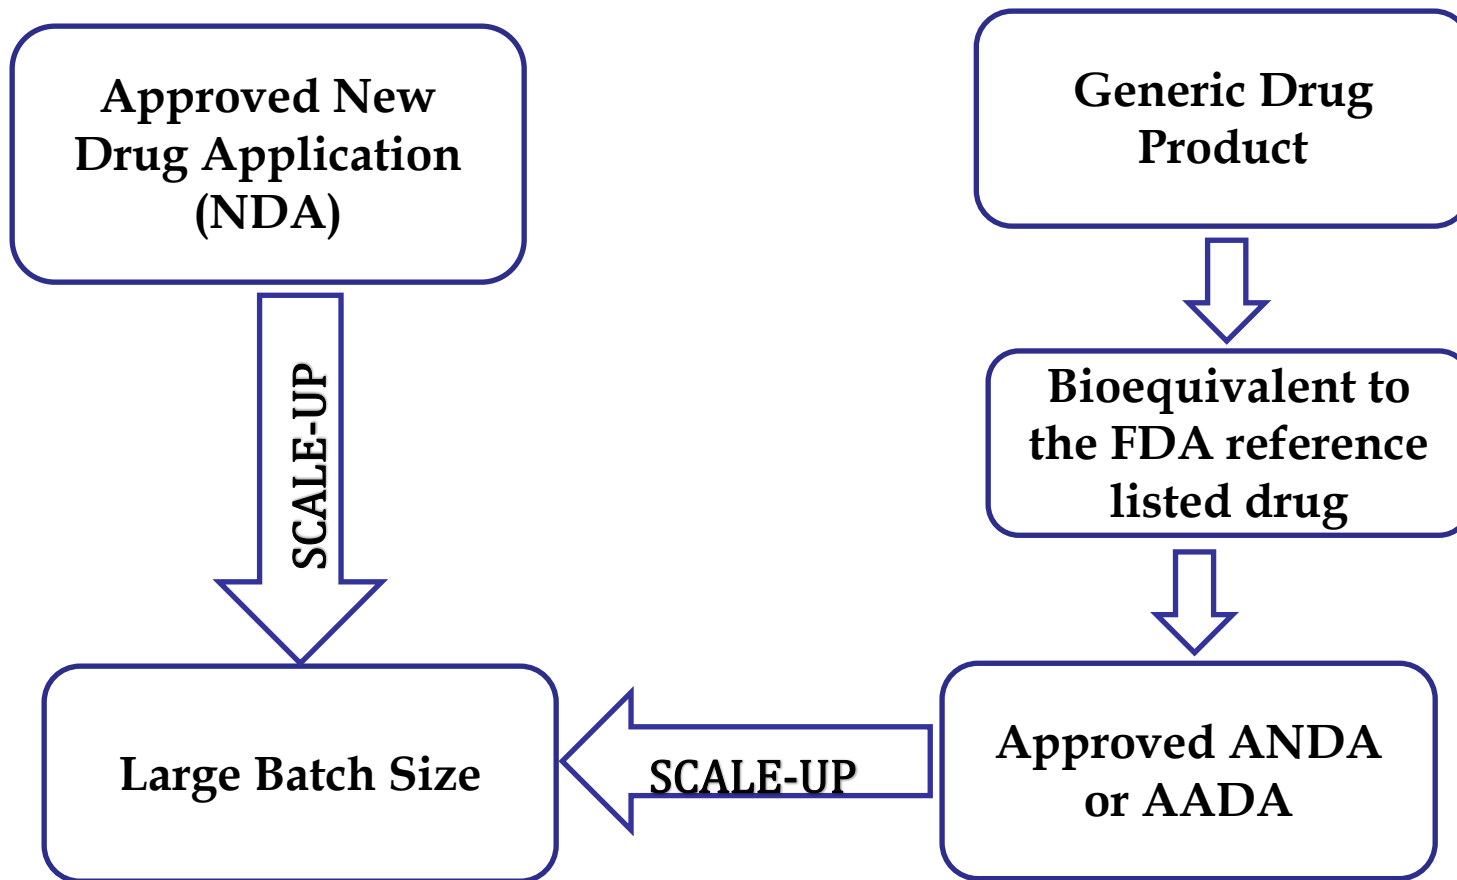 Approved New
Drug Application
(NDA)
SCALE-UP
Large Batch Size
Generic Drug
Product
Bioequivalent to
the FDA reference
listed drug
Approved ANDA
or AADA
SCALE-UP